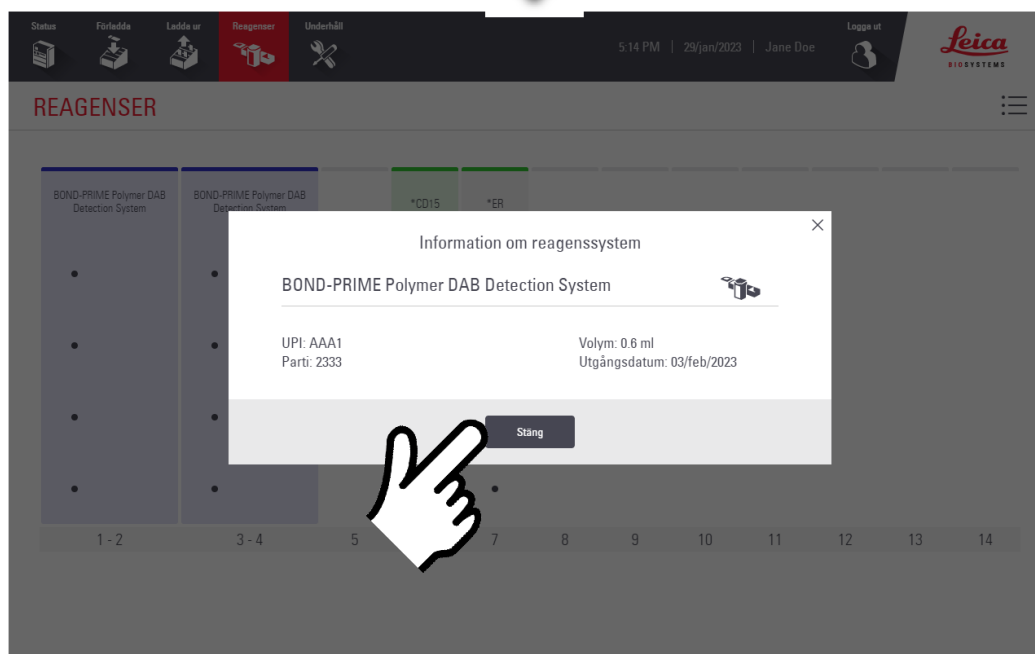 Status Förladda Ladda ur Reagenser Underhåll
5:14 PM | 29/jan/2023 | Jane Doe
Logga ut
Leica
BIOSYSTEMS
REAGENSER
BOND-PRIME Polymer DAB
Detection System
BOND-PRIME Polymer DAB
Detection System
*CD15
*ER
Information om reagenssystem
BOND-PRIME Polymer DAB Detection System
UPI: AAA1
Parti: 2333
Volym: 0.6 ml
Utgångsdatum: 03/feb/2023
Stäng
1 - 2 3 - 4 5 7 8 9 10 11 12 13 14